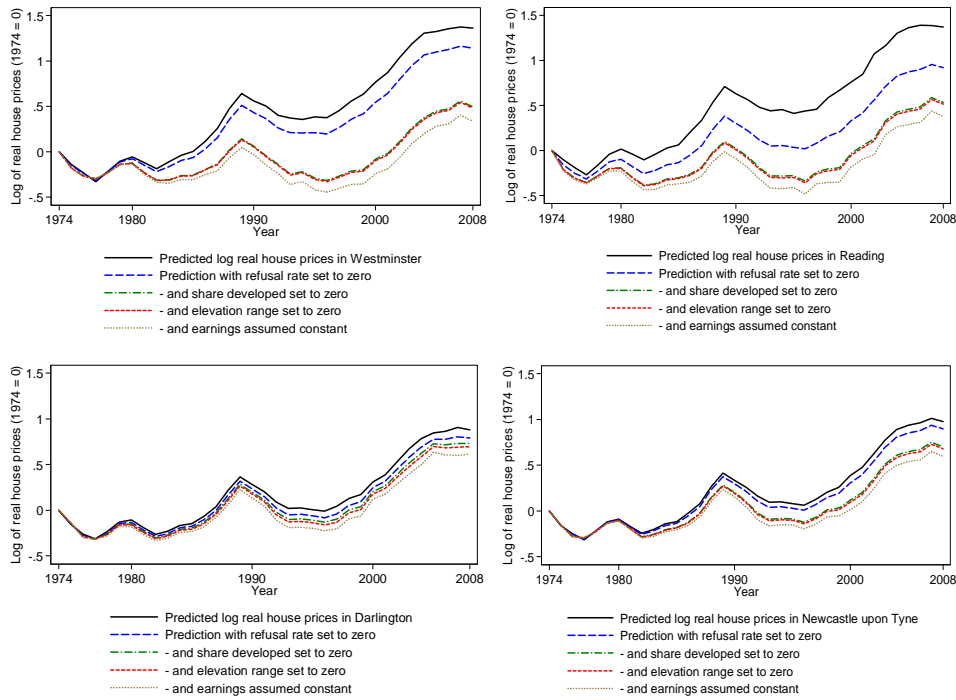 Log of real house prices (1974 = 0)
1.5
1
.5
0
-.5
1974
1980
1990
2000
2008
Year
Predicted log real house prices in Westminster
Prediction with refusal rate set to zero
- and share developed set to zero
- and elevation range set to zero
- and earnings assumed constant
Log of real house prices (1974 = 0)
1.5
1
.5
0
-.5
1974
1980
1990
2000
2008
Year
Predicted log real house prices in Reading
Prediction with refusal rate set to zero
- and share developed set to zero
- and elevation range set to zero
- and earnings assumed constant
Log of real house prices (1974 = 0)
1.5
1
.5
0
-.5
1974
1980
1990
2000
2008
Year
Predicted log real house prices in Darlington
Prediction with refusal rate set to zero
- and share developed set to zero
- and elevation range set to zero
- and earnings assumed constant
Log of real house prices (1974 = 0)
1.5
1
.5
0
-.5
1974
1980
1990
2000
2008
Year
Predicted log real house prices in Newcastle upon Tyne
Prediction with refusal rate set to zero
- and share developed set to zero
- and elevation range set to zero
- and earnings assumed constant